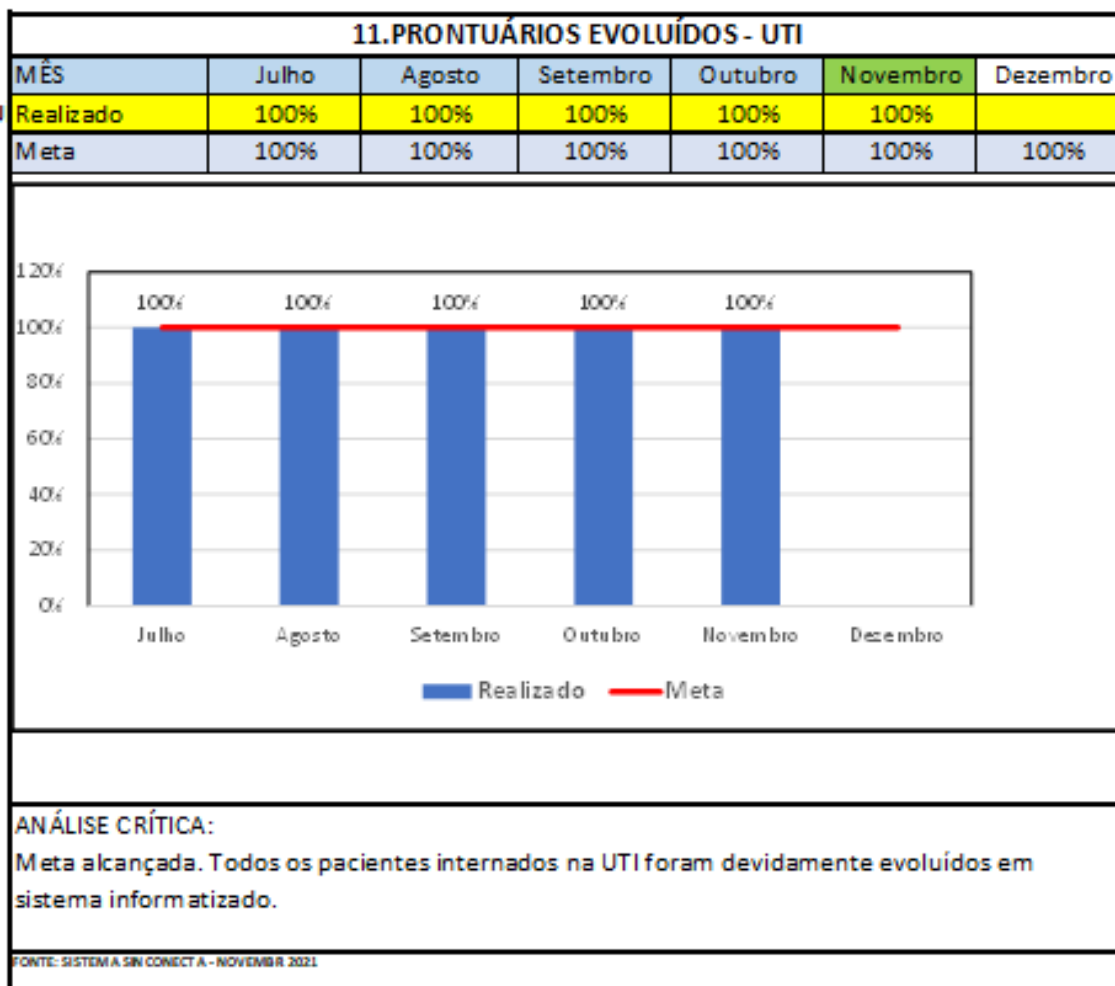 11.PRONTUÁRIOS EVOLUÍDOS - UTI
MÊS Julho Agosto Setembro Outubro Novembro Dezembro
Realizado 100% 100% 100% 100% 100%
Meta 100% 100% 100% 100% 100% 100%
120%
100% 100% 100% 100% 100%
100%
80%
60%
40%
20%
0%
Julho Agosto Setembro Outubro Novembro Dezembro
Realizado Meta
ANÁLISE CRÍTICA:
Meta alcançada. Todos os pacientes internados na UTI foram devidamente evoluídos em
sistema informatizado.
FONTE: SISTEMA SIN CONECTA - NOVEMBR 2021